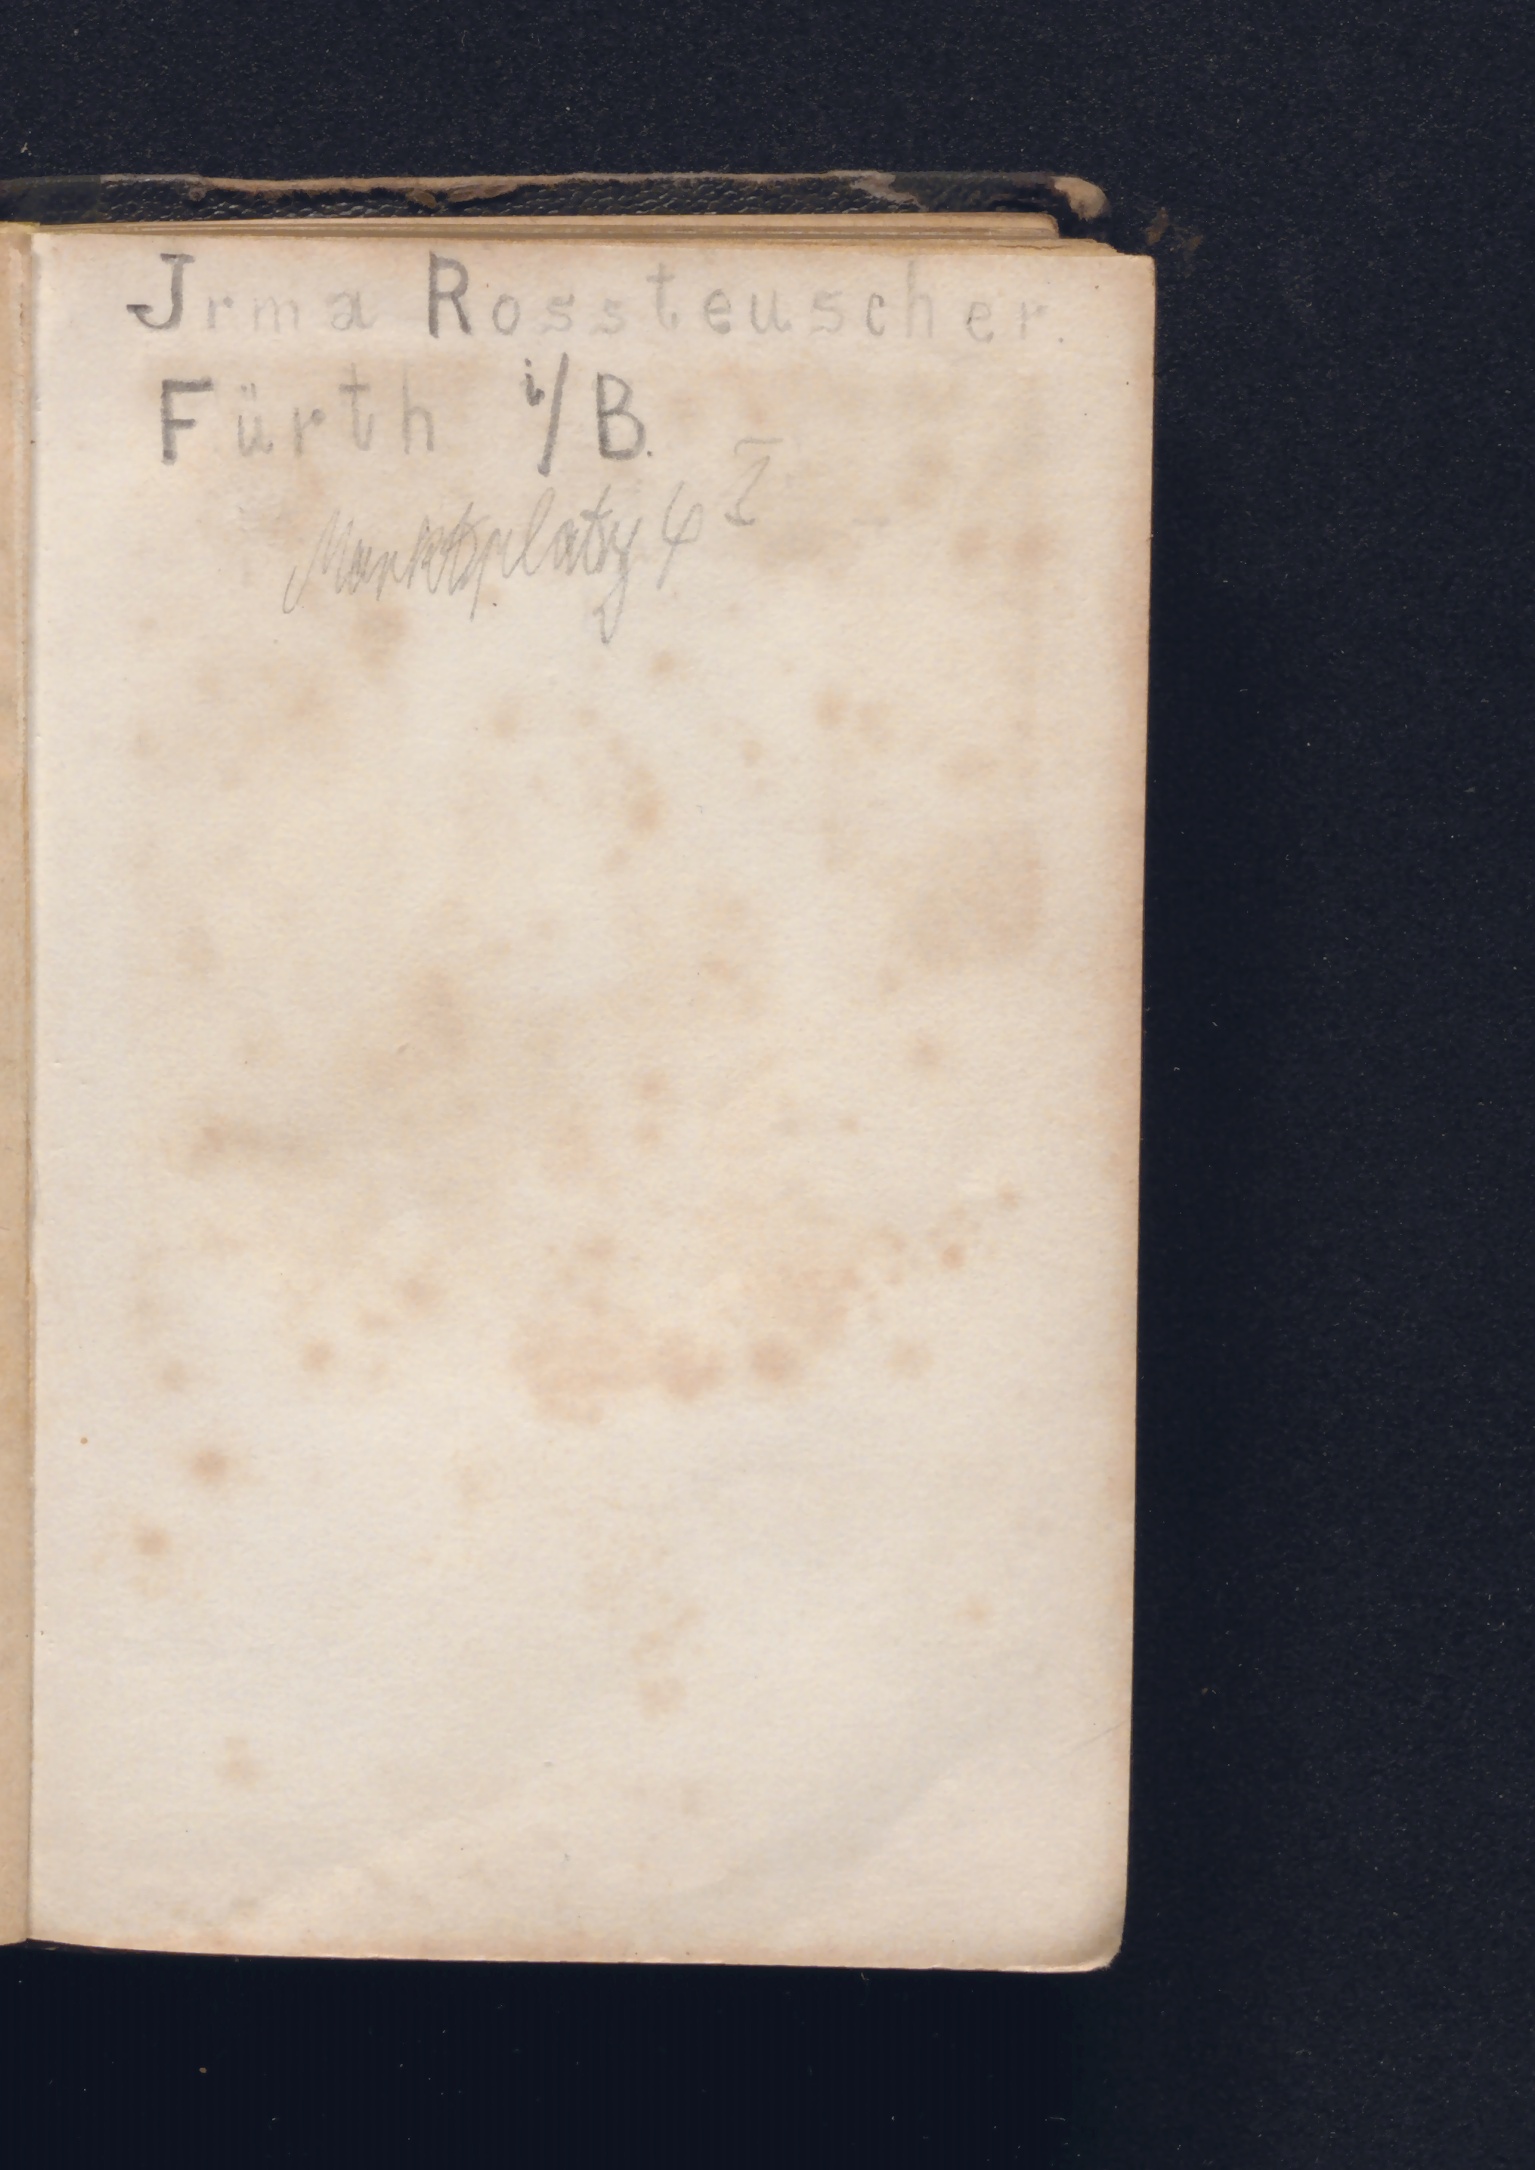 Jrma Rossteuscher.
Fürth i/B.
Marktplatz 4 I